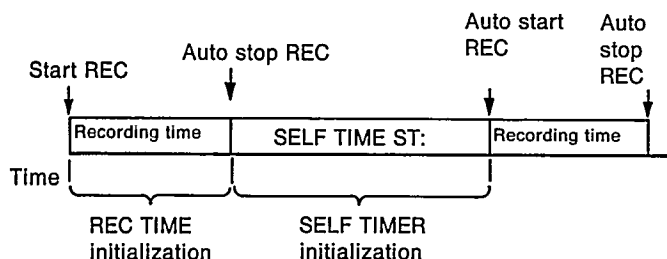 Start REC
Auto stop REC
Auto start
REC
Auto
stop
REC
Recording time
SELF TIME ST:
Recording time
Time
REC TIME
initialization
SELF TIMER
initialization